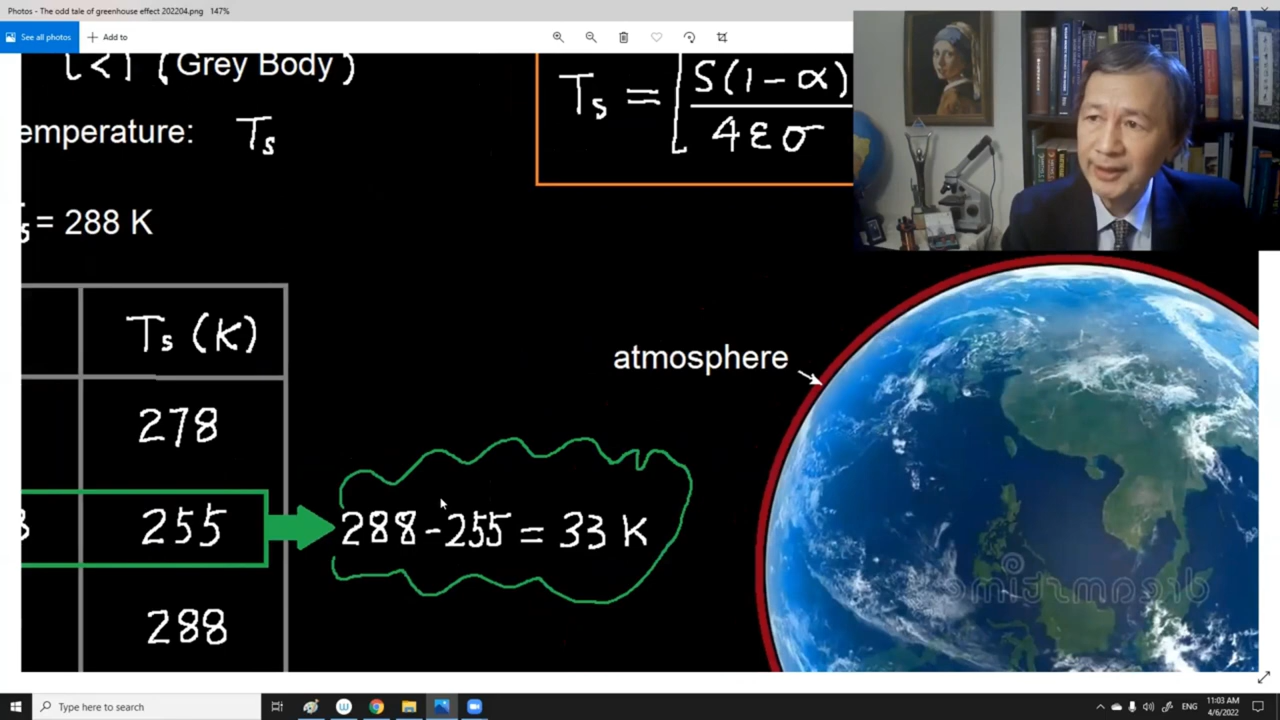 Photos - The odd tale of greenhouse effect 202204.png 147%
See all photos
Add to
(Grey Body)
emperature: Ts
= 288 K
Ts = S(1-α)
4εσ
Ts (K)
278
255
288
288-255 = 33 K
atmosphere
Type here to search
ENG
11:03 AM
4/6/2022